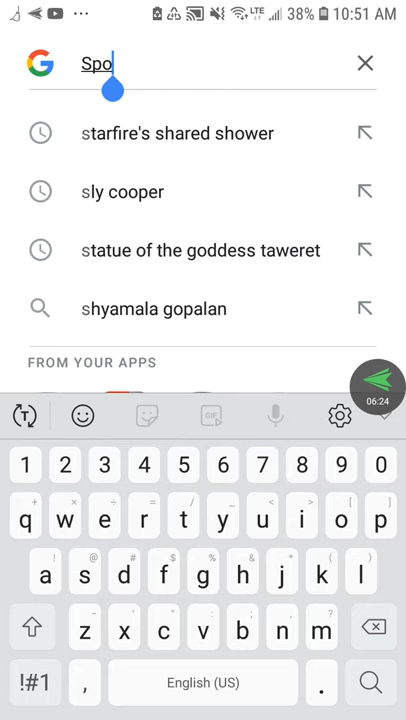 LTE 38% 10:51 AM
Spo
starfire's shared shower
sly cooper
statue of the goddess taweret
shyamala gopalan
FROM YOUR APPS
06:24
T GIF
1 2 3 4 5 6 7 8 9 0
+ × ÷ = / _ < > [ ]
q w e r t y u i o p
! @ # $ % & * ( )
a s d f g h j k l
- ' " : ; , ?
z x c v b n m
!#1 , English (US) .